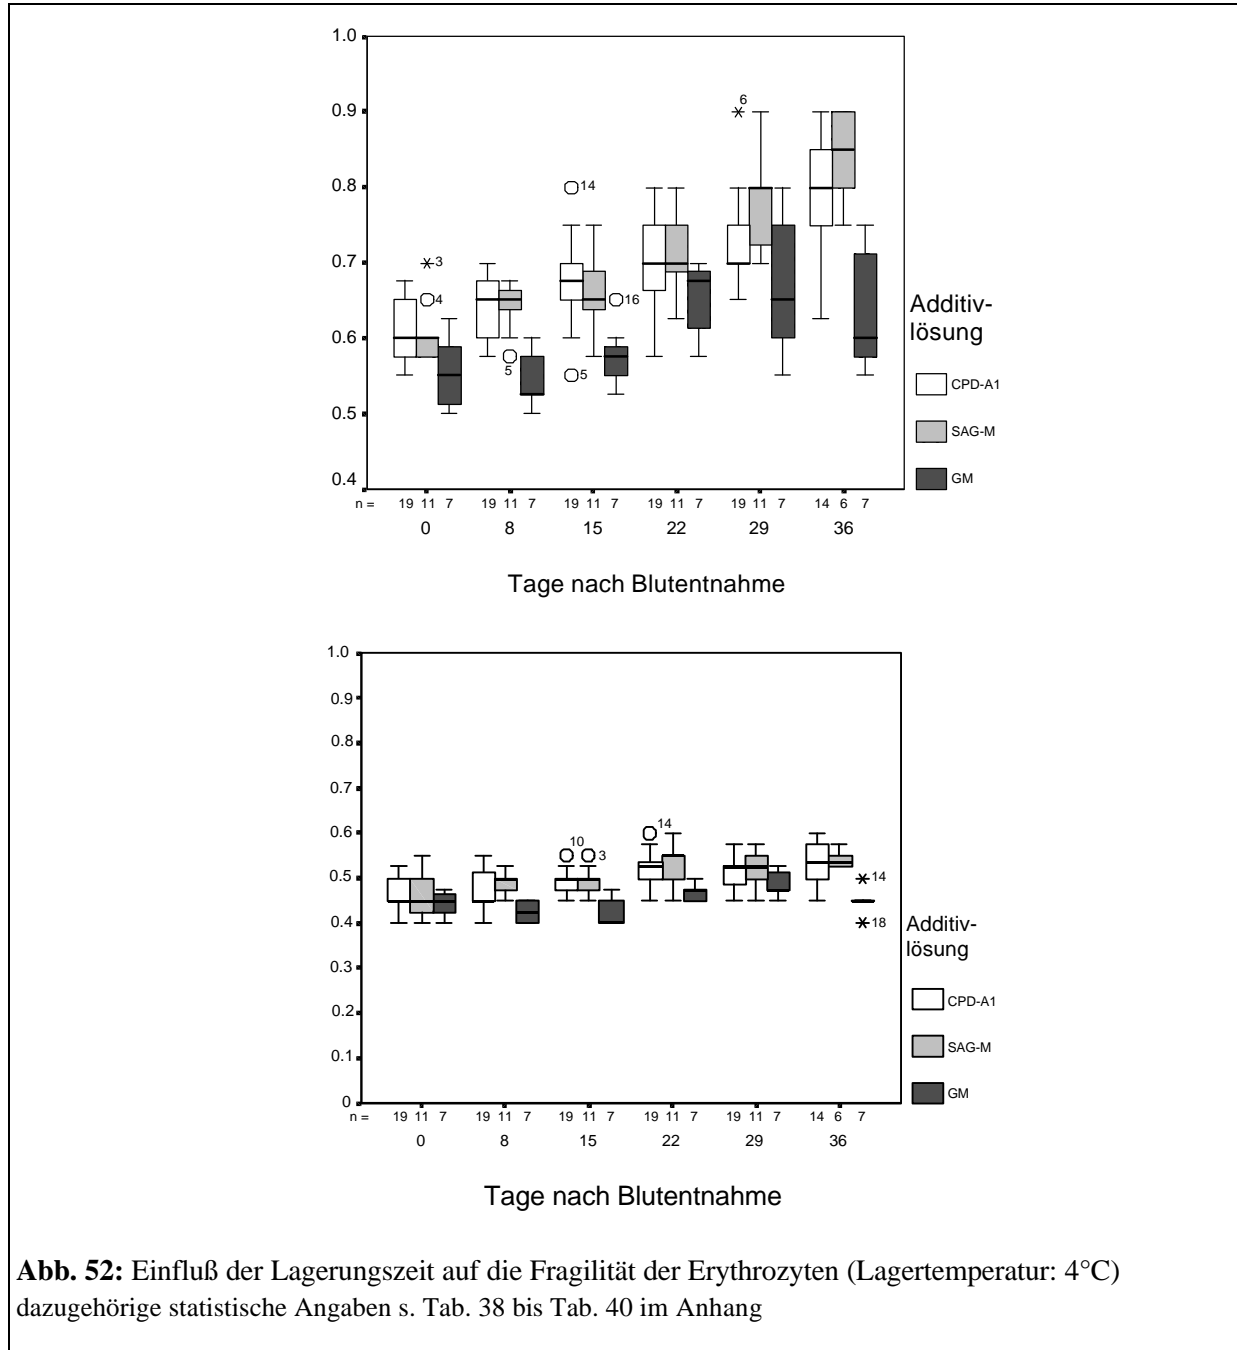 1.0
0.9
0.8
0.7
0.6
0.5
0.4
6
14
3
4
5
5
16
Additiv-
lösung
CPD-A1
SAG-M
GM
n = 19 11 7 19 11 7 19 11 7 19 11 7 19 11 7 14 6 7
0 8 15 22 29 36
Tage nach Blutentnahme
1.0
0.9
0.8
0.7
0.6
0.5
0.4
0.3
0.2
0.1
0
10
3
14
14
18
Additiv-
lösung
CPD-A1
SAG-M
GM
n = 19 11 7 19 11 7 19 11 7 19 11 7 19 11 7 14 6 7
0 8 15 22 29 36
Tage nach Blutentnahme
Abb. 52: Einfluß der Lagerungszeit auf die Fragilität der Erythrozyten (Lagertemperatur: 4°C)
dazugehörige statistische Angaben s. Tab. 38 bis Tab. 40 im Anhang